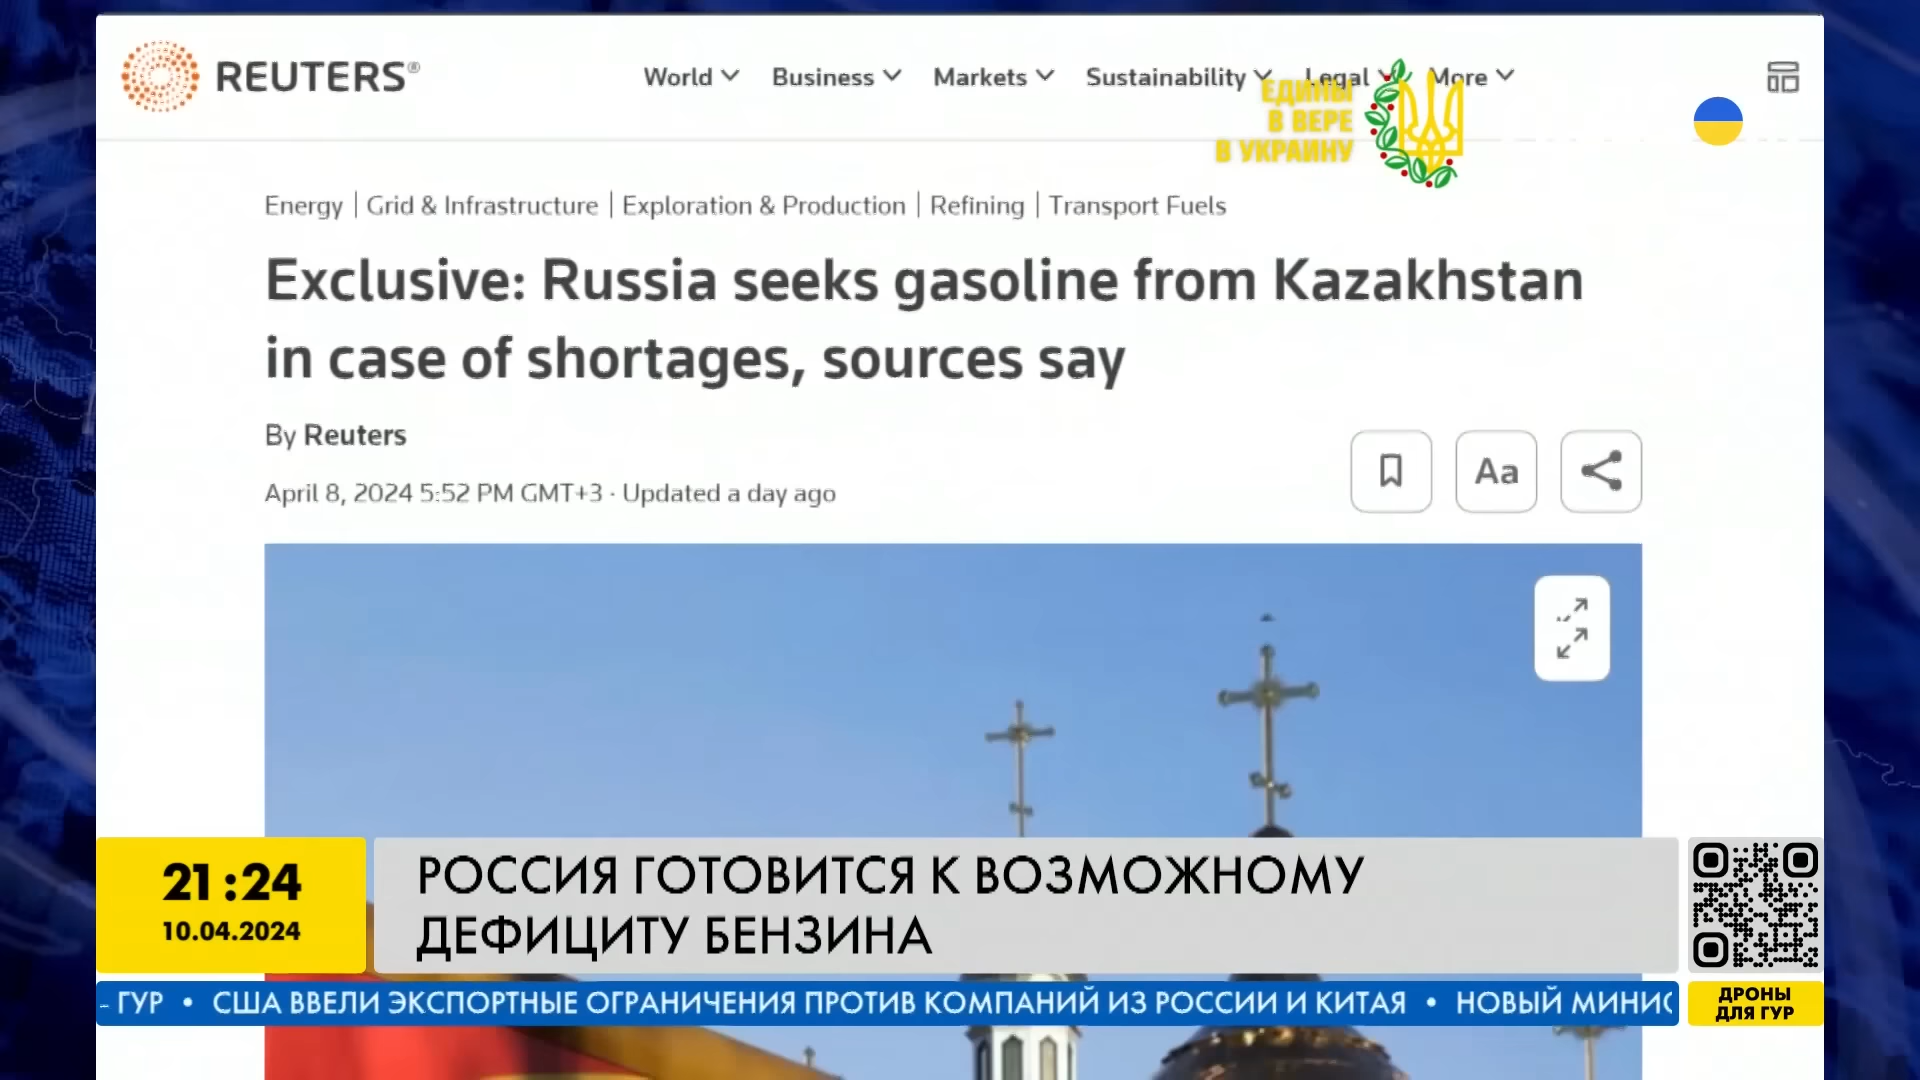 REUTERS®
World
Business
Markets
Sustainability
Legal
More
ЕДИНЫ
В ВЕРЕ
В УКРАИНУ
Energy | Grid & Infrastructure | Exploration & Production | Refining | Transport Fuels
Exclusive: Russia seeks gasoline from Kazakhstan
in case of shortages, sources say
By Reuters
Aa
April 8, 2024 5:52 PM GMT+3 · Updated a day ago
21:24
10.04.2024
РОССИЯ ГОТОВИТСЯ К ВОЗМОЖНОМУ
ДЕФИЦИТУ БЕНЗИНА
- ГУР • США ВВЕЛИ ЭКСПОРТНЫЕ ОГРАНИЧЕНИЯ ПРОТИВ КОМПАНИЙ ИЗ РОССИИ И КИТАЯ • НОВЫЙ
ДРОНЫ
ДЛЯ ГУР